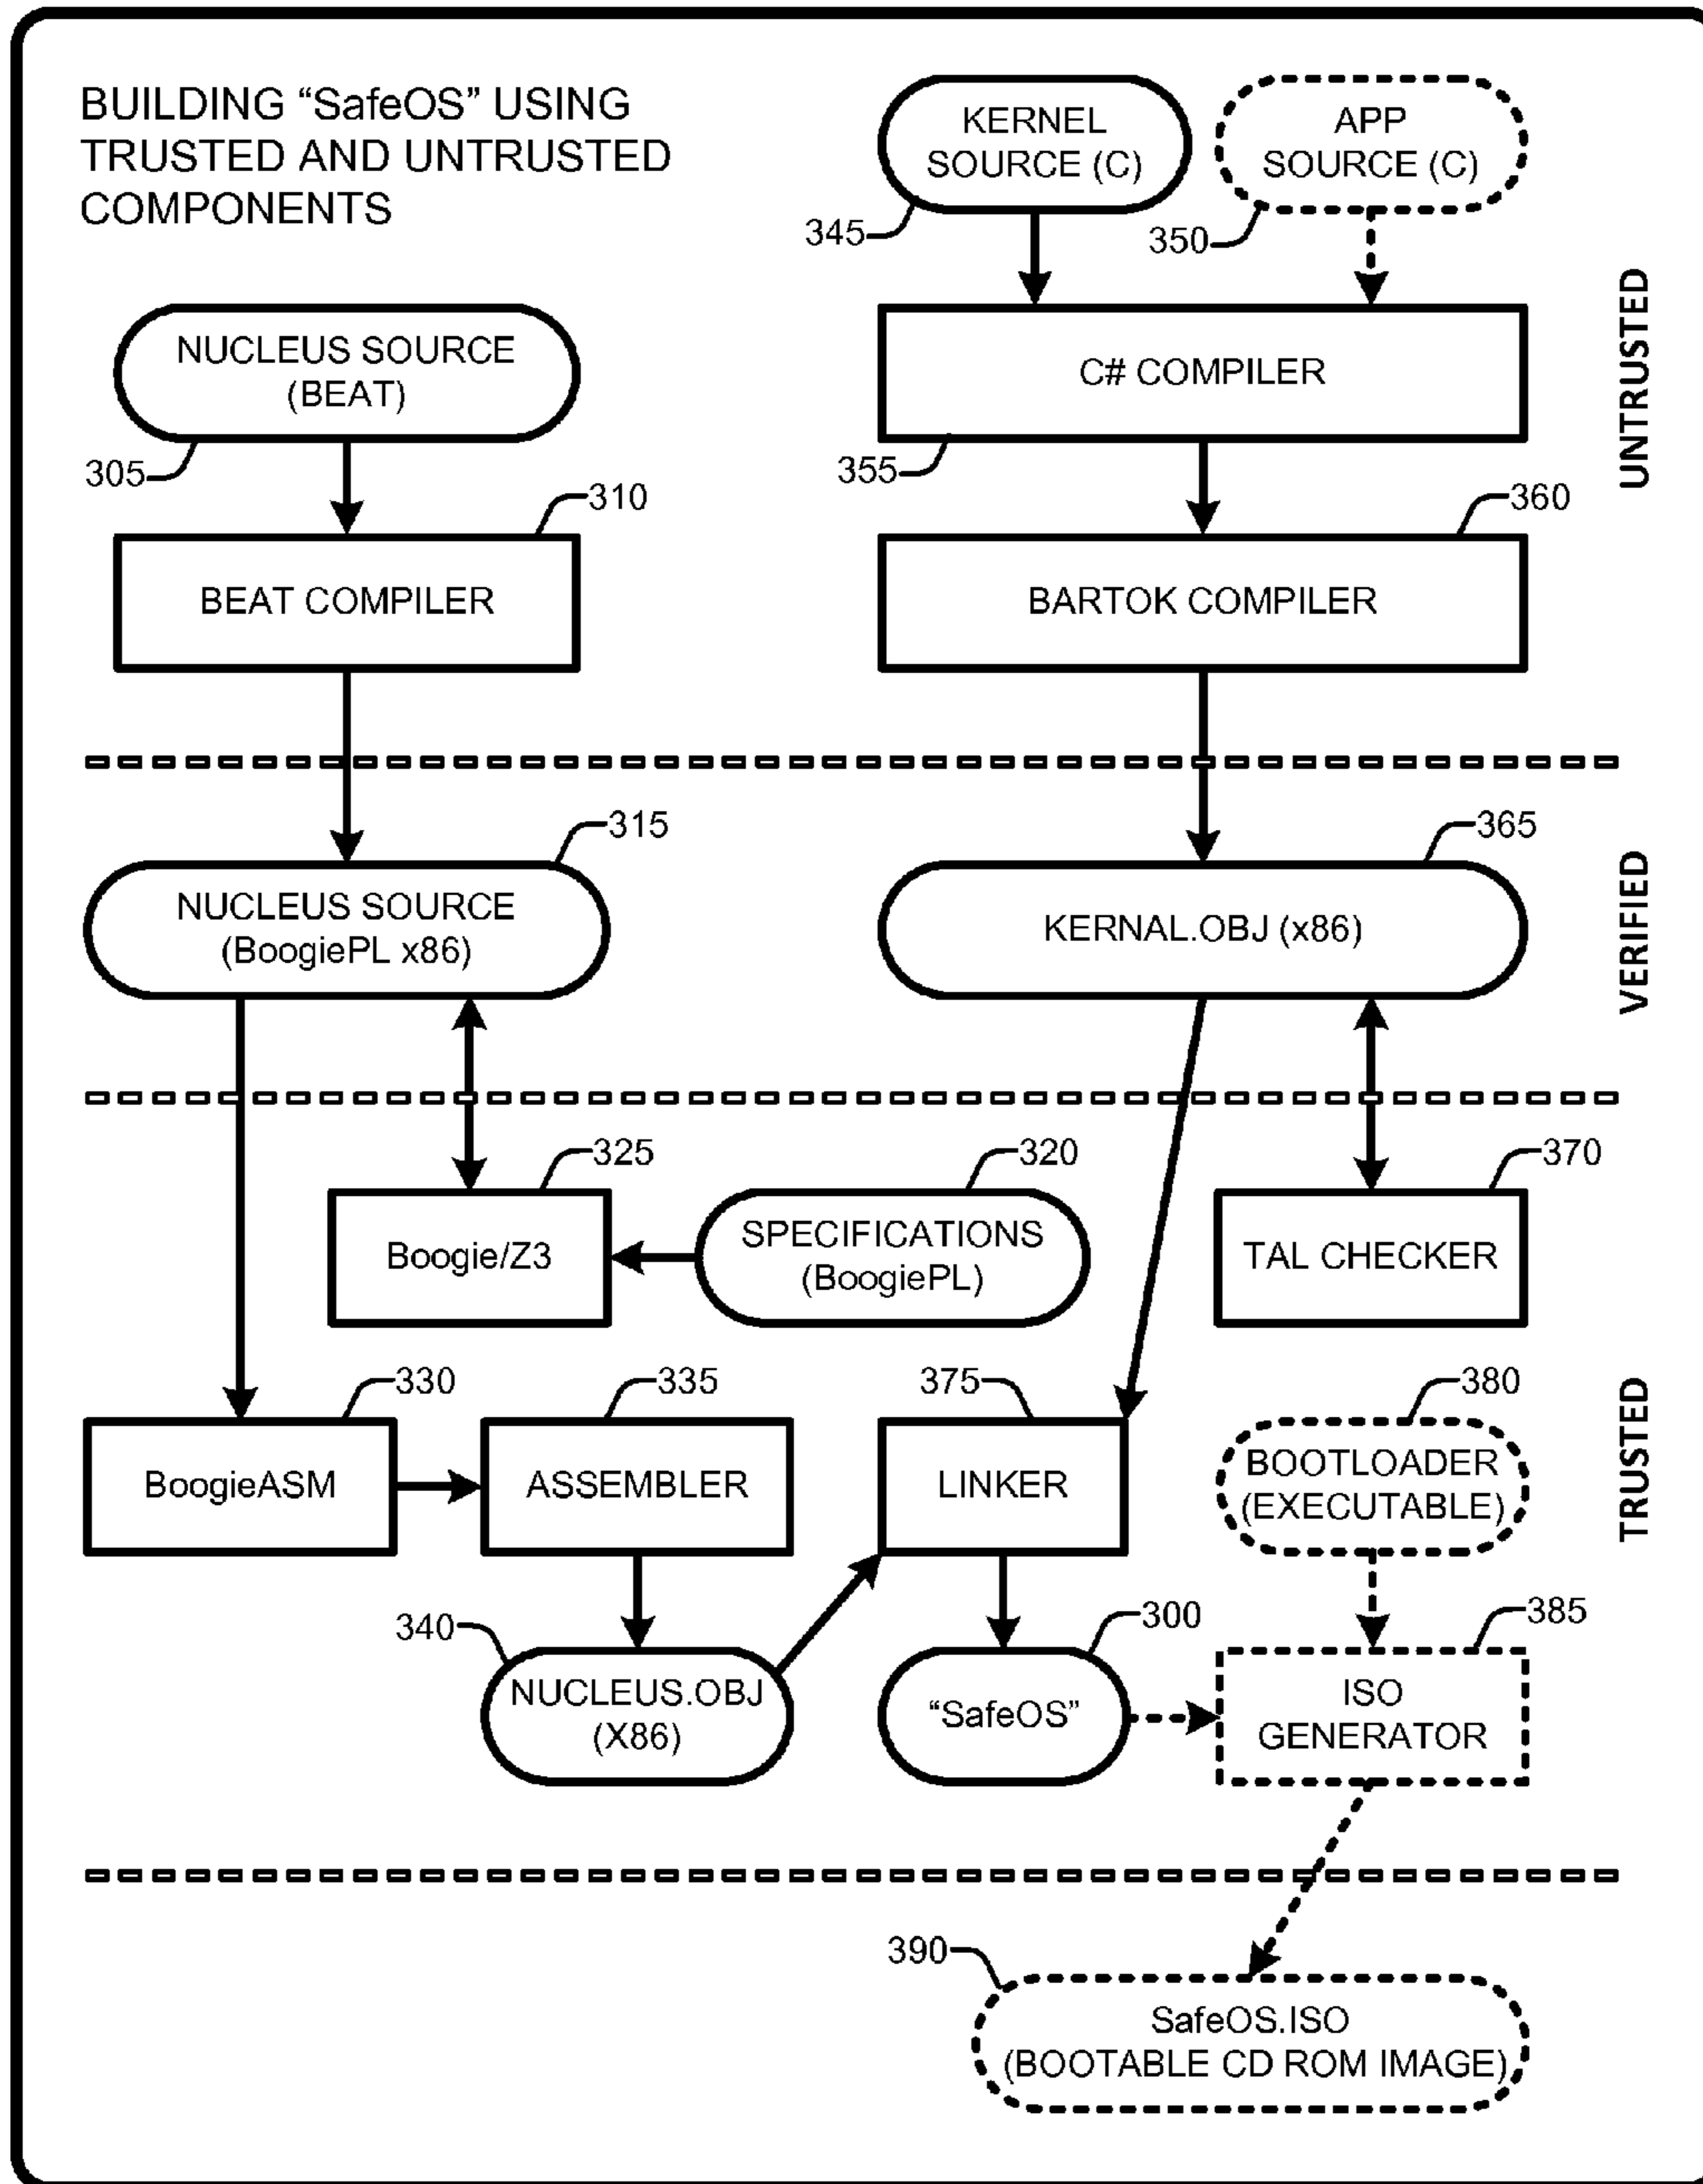 BUILDING “SafeOS” USING
TRUSTED AND UNTRUSTED
COMPONENTS
KERNEL
SOURCE (C)
345
APP
SOURCE (C)
350
UNTRUSTED
NUCLEUS SOURCE
(BEAT)
305
C# COMPILER
355
310
BEAT COMPILER
360
BARTOK COMPILER
315
NUCLEUS SOURCE
(BoogiePL x86)
365
KERNAL.OBJ (x86)
VERIFIED
325
Boogie/Z3
320
SPECIFICATIONS
(BoogiePL)
370
TAL CHECKER
330
BoogieASM
335
ASSEMBLER
375
LINKER
380
BOOTLOADER
(EXECUTABLE)
TRUSTED
340
NUCLEUS.OBJ
(X86)
300
“SafeOS”
385
ISO
GENERATOR
390
SafeOS.ISO
(BOOTABLE CD ROM IMAGE)